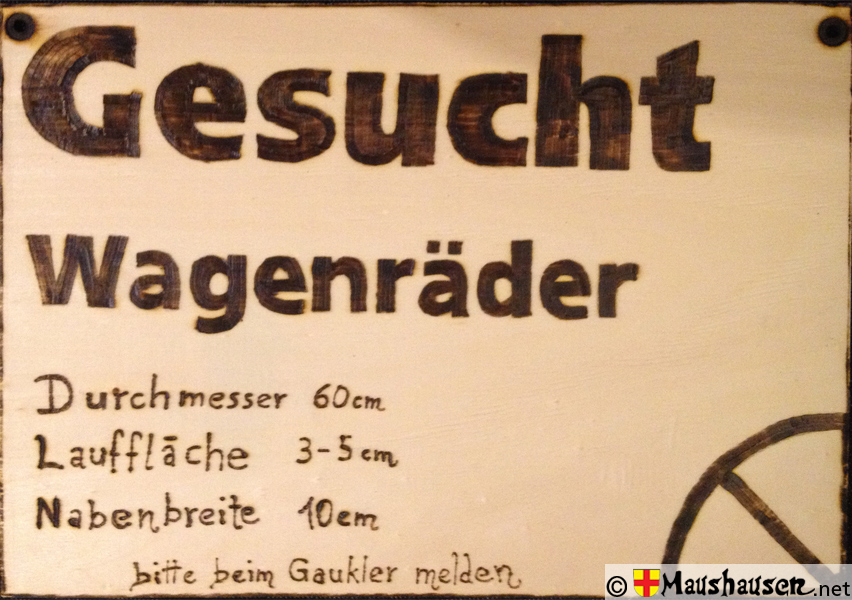 Gesucht
Wagenräder
Durchmesser 60cm
Lauffläche 3-5cm
Nabenbreite 10cm
bitte beim Gaukler melden
© Maushausen.net